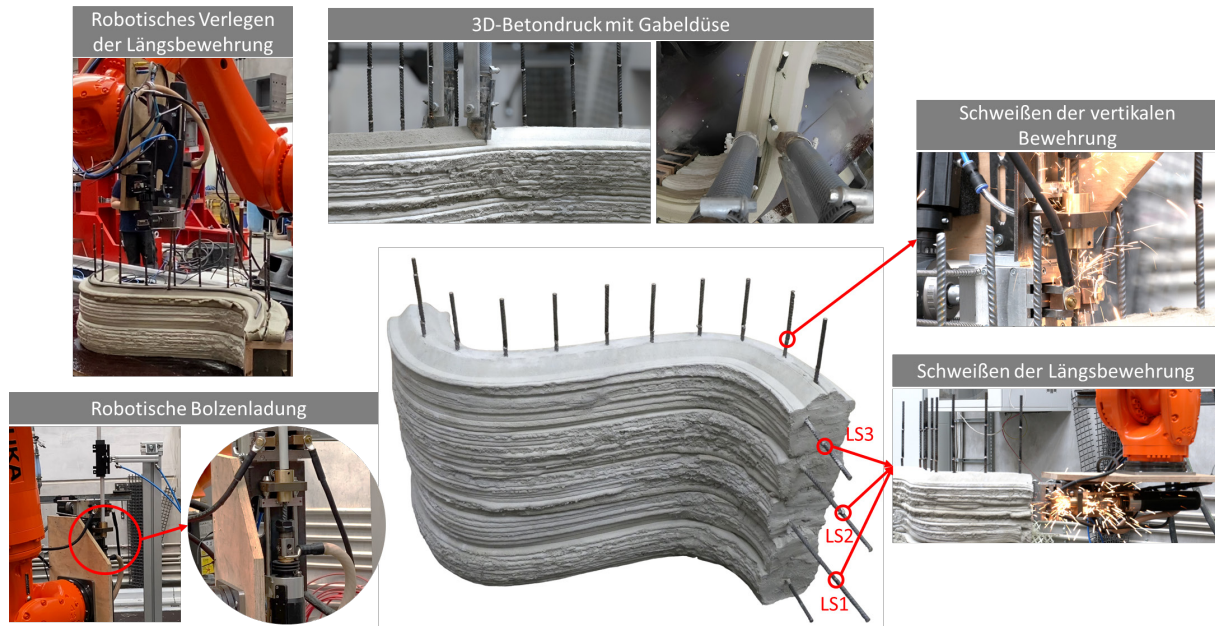 Robotisches Verlegen
der Längsbewehrung
3D-Betondruck mit Gabeldüse
Schweißen der vertikalen
Bewehrung
Schweißen der Längsbewehrung
Robotische Bolzenladung
KUKA
LS3
LS2
LS1